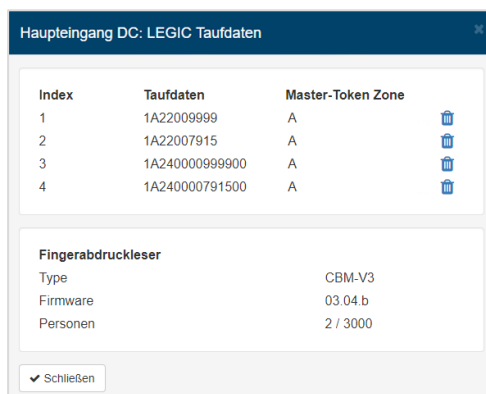 Haupteingang DC: LEGIC Taufdaten
Index Taufdaten Master-Token Zone
1 1A22009999 A
2 1A22007915 A
3 1A240000999900 A
4 1A240000791500 A
Fingerabdruckleser
Type CBM-V3
Firmware 03.04.b
Personen 2 / 3000
Schließen